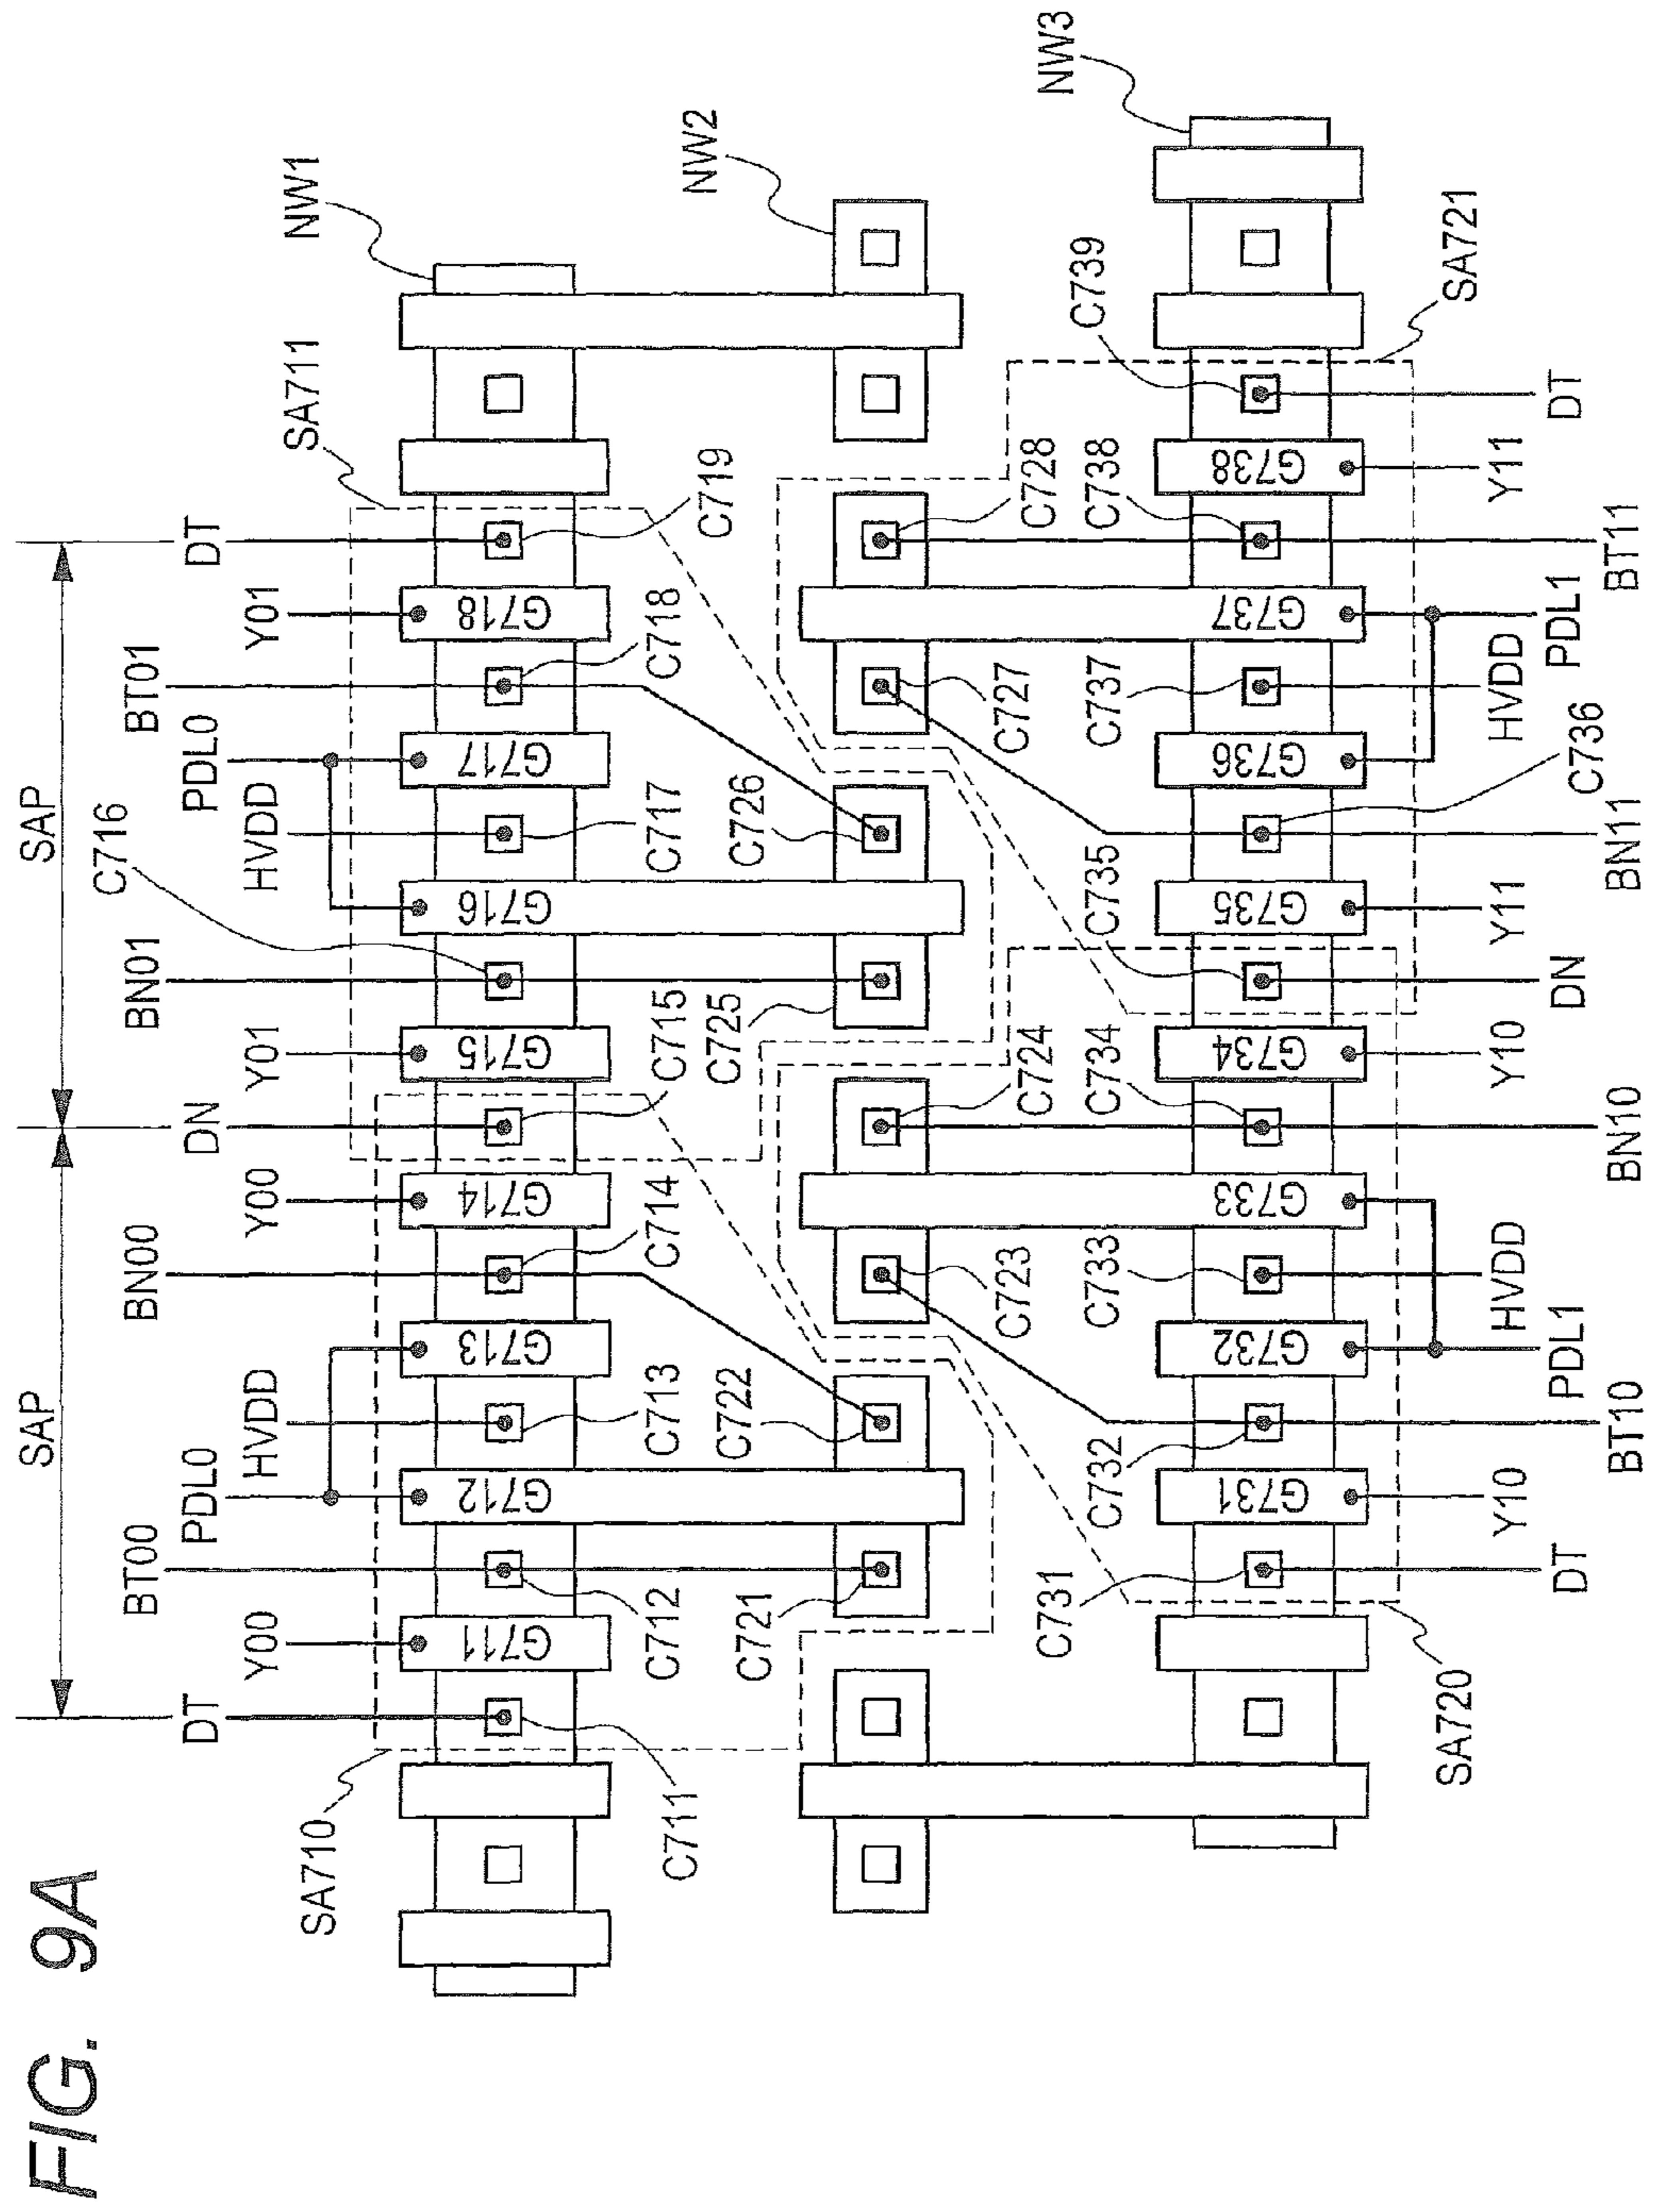 FIG. 9A
SAP
SAP
BT00
BN00
BN01
C716
BT01
DT
Y00
PDL0
HVDD
Y00
DN
Y01
HVDD
PDL0
Y01
DT
SA710
SA711
NW1
G711
G712
G713
G714
G715
G716
G717
G718
C711
C712
C713
C714
C715
C717
C718
C719
NW2
C721
C722
C725
C726
C723
C724
C727
C728
C731
C732
C733
C734
C735
C737
C738
C739
NW3
G731
G732
G733
G734
G735
G736
G737
G738
SA720
SA721
DT
Y10
PDL1
HVDD
Y10
DN
Y11
HVDD
PDL1
Y11
DT
BT10
BN10
BN11
C736
BT11